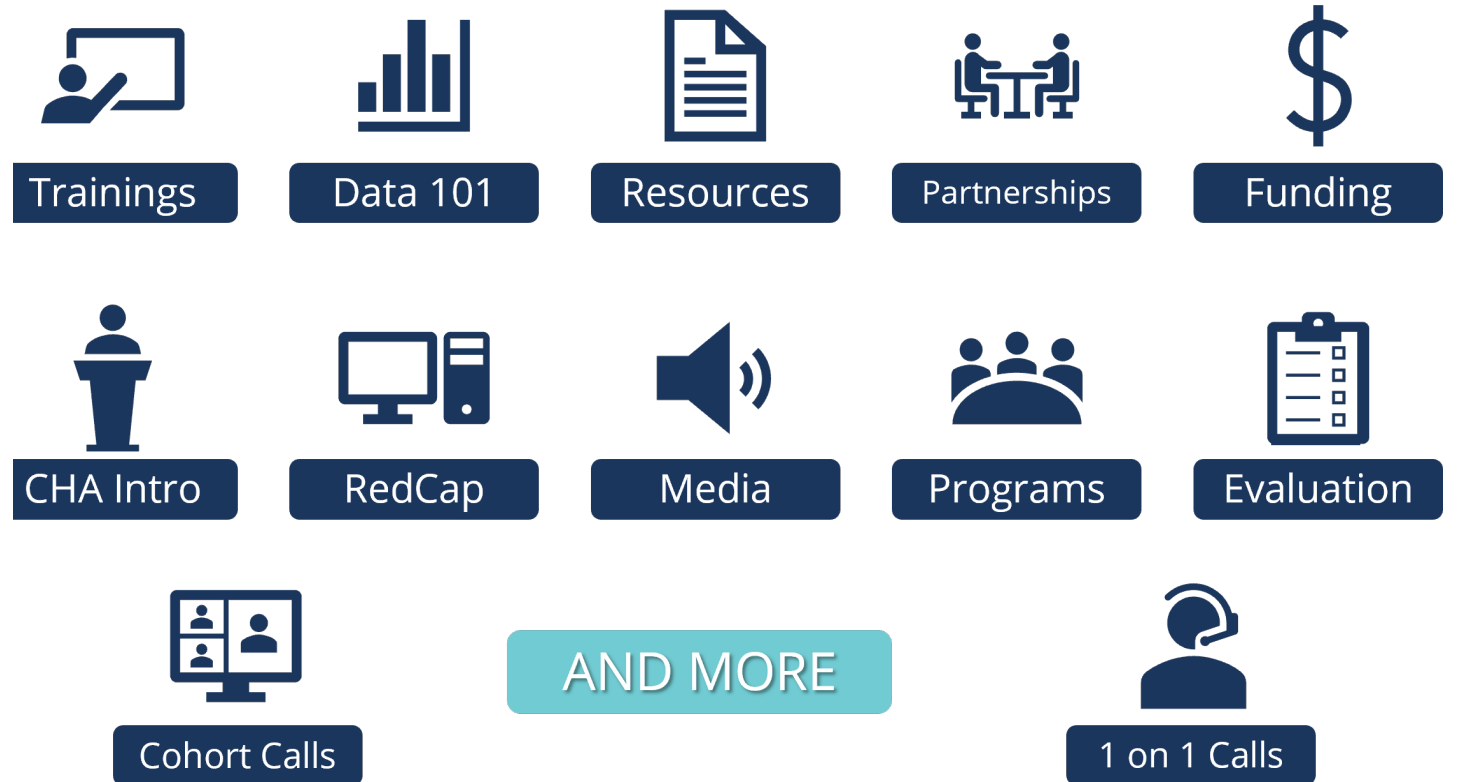 Trainings
Data 101
Resources
Partnerships
Funding
CHA Intro
RedCap
Media
Programs
Evaluation
Cohort Calls
AND MORE
1 on 1 Calls